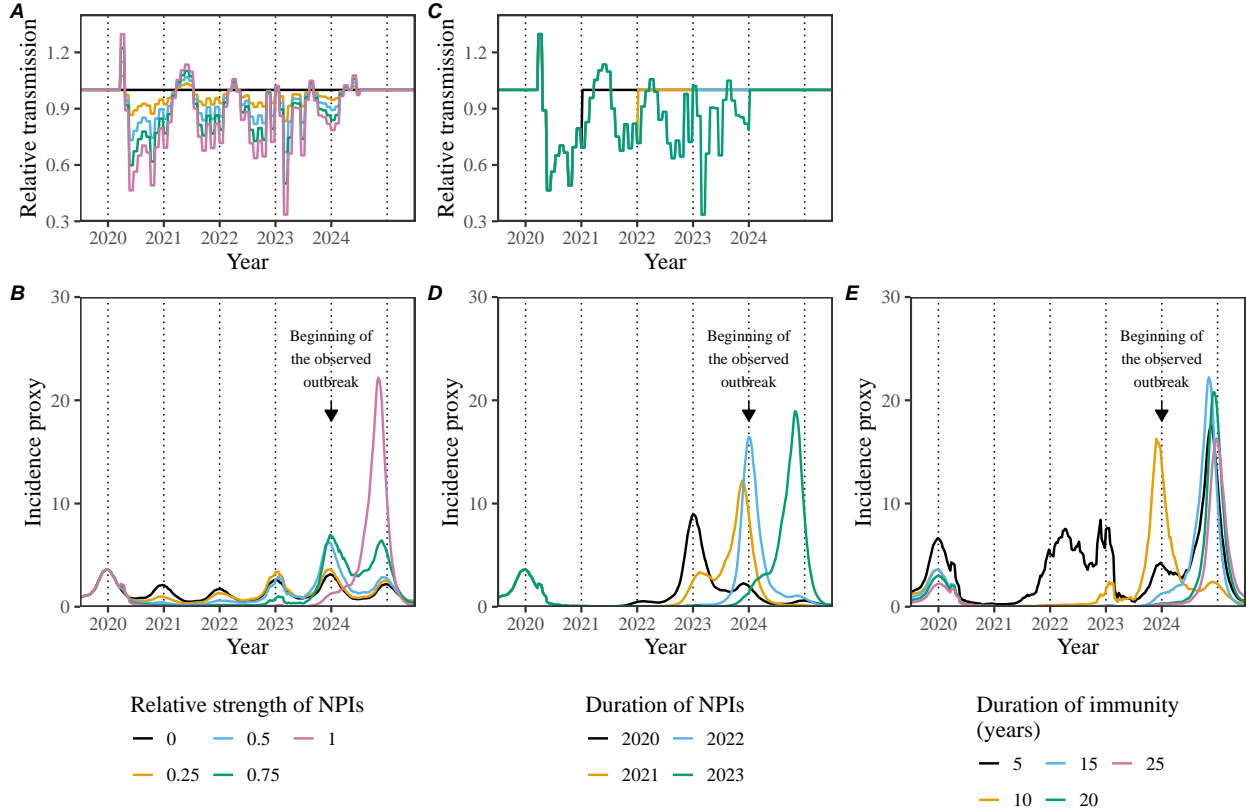 A
Relative transmission
1.2
0.9
0.6
0.3
2020 2021 2022 2023 2024
Year
C
Relative transmission
1.2
0.9
0.6
0.3
2020 2021 2022 2023 2024
Year
B
Incidence proxy
30
20
10
0
Beginning of
the observed
outbreak
2020 2021 2022 2023 2024
Year
D
Incidence proxy
30
20
10
0
Beginning of
the observed
outbreak
2020 2021 2022 2023 2024
Year
E
Incidence proxy
30
20
10
0
Beginning of
the observed
outbreak
2020 2021 2022 2023 2024
Year
Relative strength of NPIs
0 0.5 1
0.25 0.75
Duration of NPIs
2020 2022
2021 2023
Duration of immunity
(years)
5 15 25
10 20